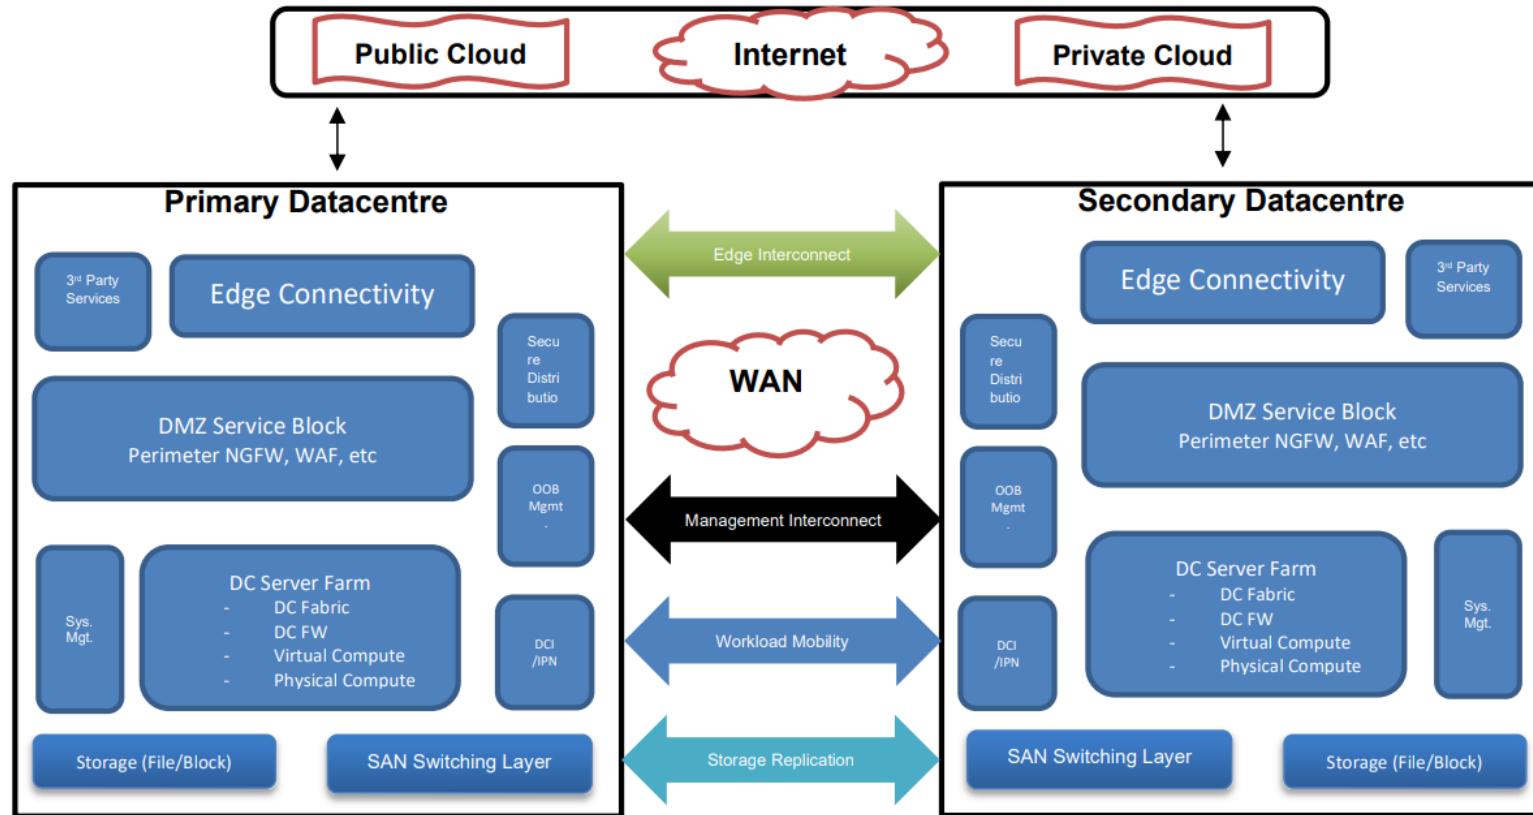 Public Cloud
Internet
Private Cloud
Primary Datacentre
3rd Party
Services
Edge Connectivity
Secu
re
Distri
butio
DMZ Service Block
Perimeter NGFW, WAF, etc
OOB
Mgmt
.
Sys.
Mgt.
DC Server Farm
- DC Fabric
- DC FW
- Virtual Compute
- Physical Compute
DCI
/IPN
Storage (File/Block)
SAN Switching Layer
Edge Interconnect
WAN
Management Interconnect
Workload Mobility
Storage Replication
Secondary Datacentre
Edge Connectivity
3rd Party
Services
Secu
re
Distri
butio
DMZ Service Block
Perimeter NGFW, WAF, etc
OOB
Mgmt
.
DC Server Farm
- DC Fabric
- DC FW
- Virtual Compute
- Physical Compute
Sys.
Mgt.
DCI
/IPN
SAN Switching Layer
Storage (File/Block)